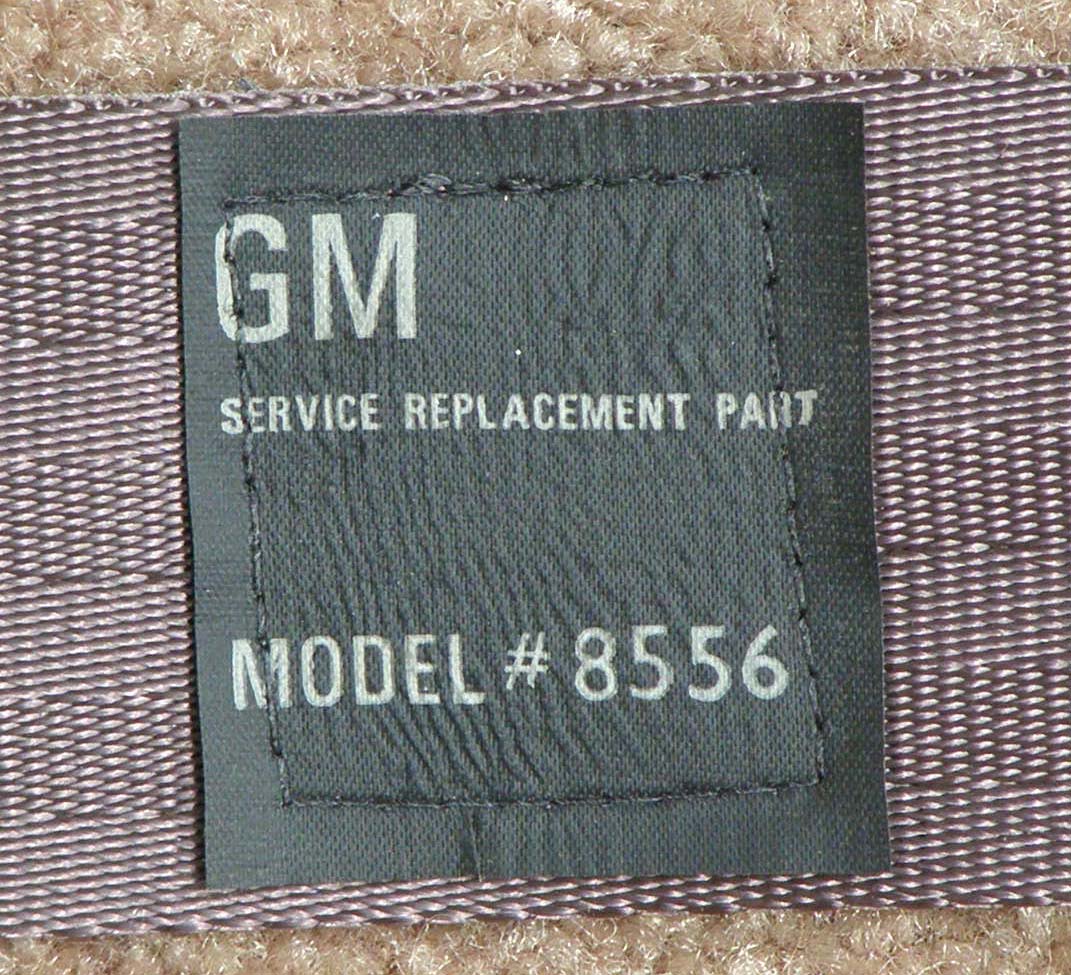 GM
SERVICE REPLACEMENT PART
MODEL # 8556